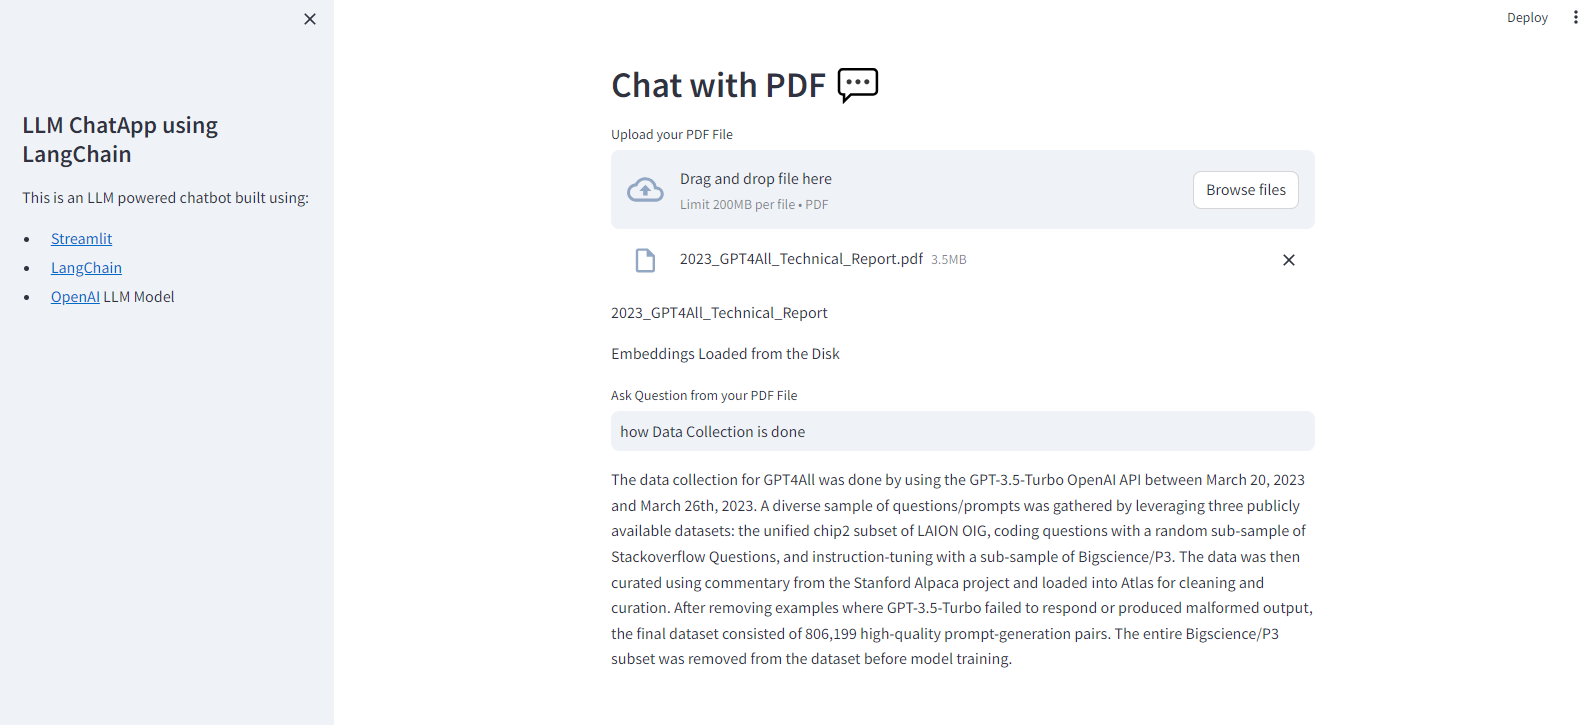 Deploy
LLM ChatApp using
LangChain
This is an LLM powered chatbot built using:
• Streamlit
• LangChain
• OpenAI LLM Model
Chat with PDF
Upload your PDF File
Drag and drop file here
Limit 200MB per file • PDF
Browse files
2023_GPT4All_Technical_Report.pdf 3.5MB
2023_GPT4All_Technical_Report
Embeddings Loaded from the Disk
Ask Question from your PDF File
how Data Collection is done
The data collection for GPT4All was done by using the GPT-3.5-Turbo OpenAI API between March 20, 2023
and March 26th, 2023. A diverse sample of questions/prompts was gathered by leveraging three publicly
available datasets: the unified chip2 subset of LAION OIG, coding questions with a random sub-sample of
Stackoverflow Questions, and instruction-tuning with a sub-sample of Bigscience/P3. The data was then
curated using commentary from the Stanford Alpaca project and loaded into Atlas for cleaning and
curation. After removing examples where GPT-3.5-Turbo failed to respond or produced malformed output,
the final dataset consisted of 806,199 high-quality prompt-generation pairs. The entire Bigscience/P3
subset was removed from the dataset before model training.